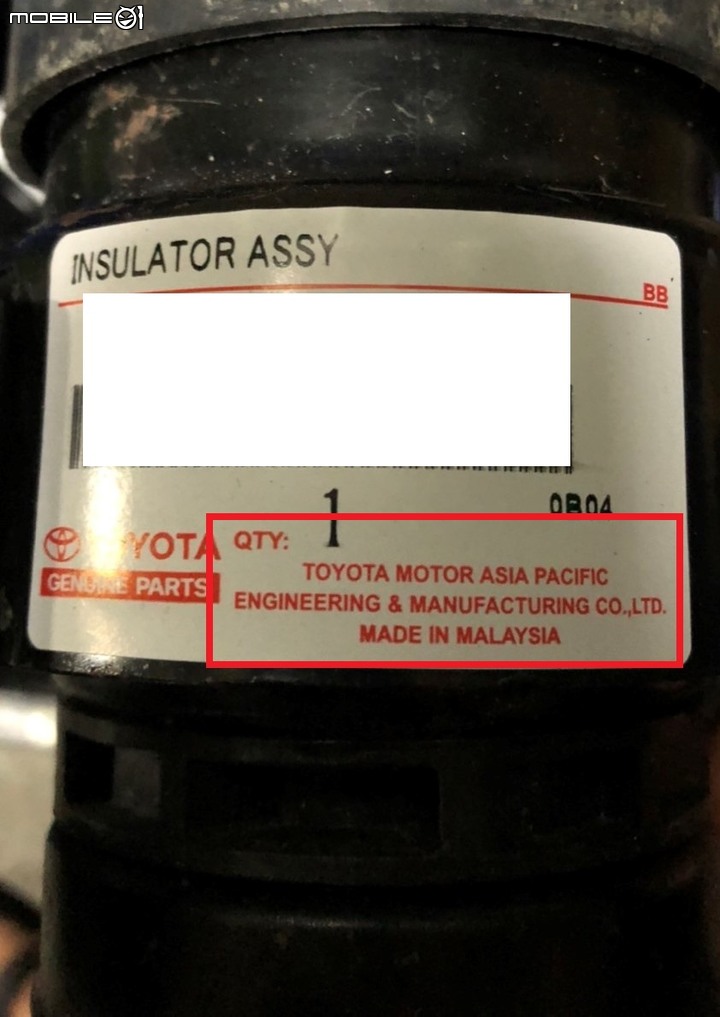 MOBILE01
INSULATOR ASSY
BB
1
0B04
TOYOTA
GENUINE PARTS
QTY:
TOYOTA MOTOR ASIA PACIFIC
ENGINEERING & MANUFACTURING CO.,LTD.
MADE IN MALAYSIA